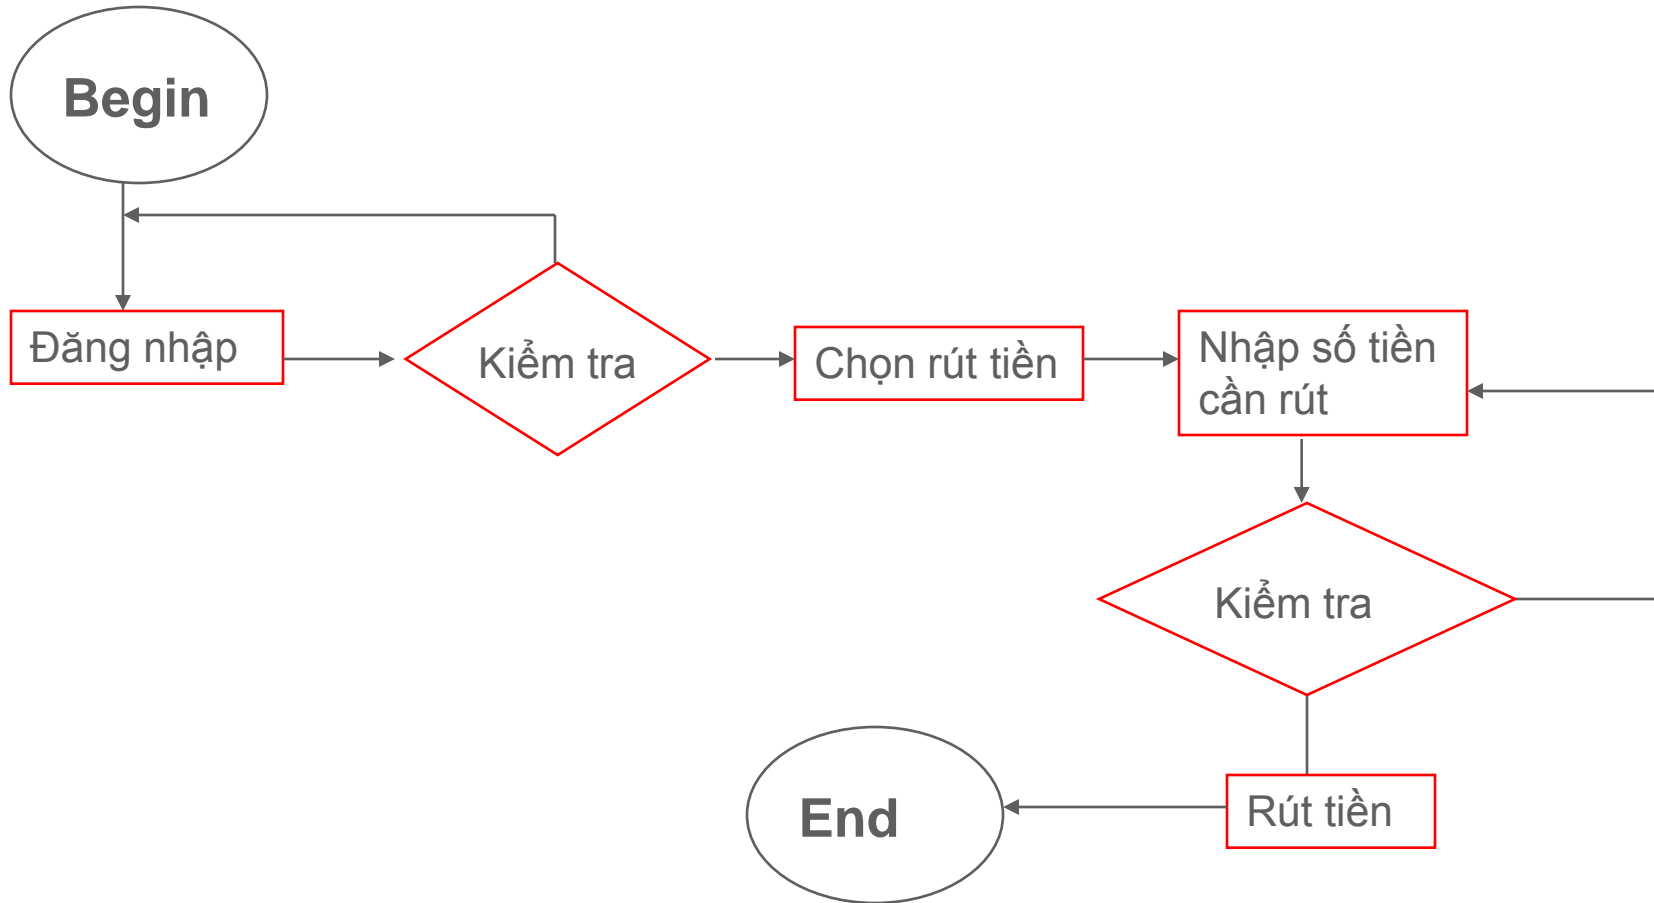 Begin
Đăng nhập
Kiểm tra
Chọn rút tiền
Nhập số tiền
cần rút
Kiểm tra
Rút tiền
End